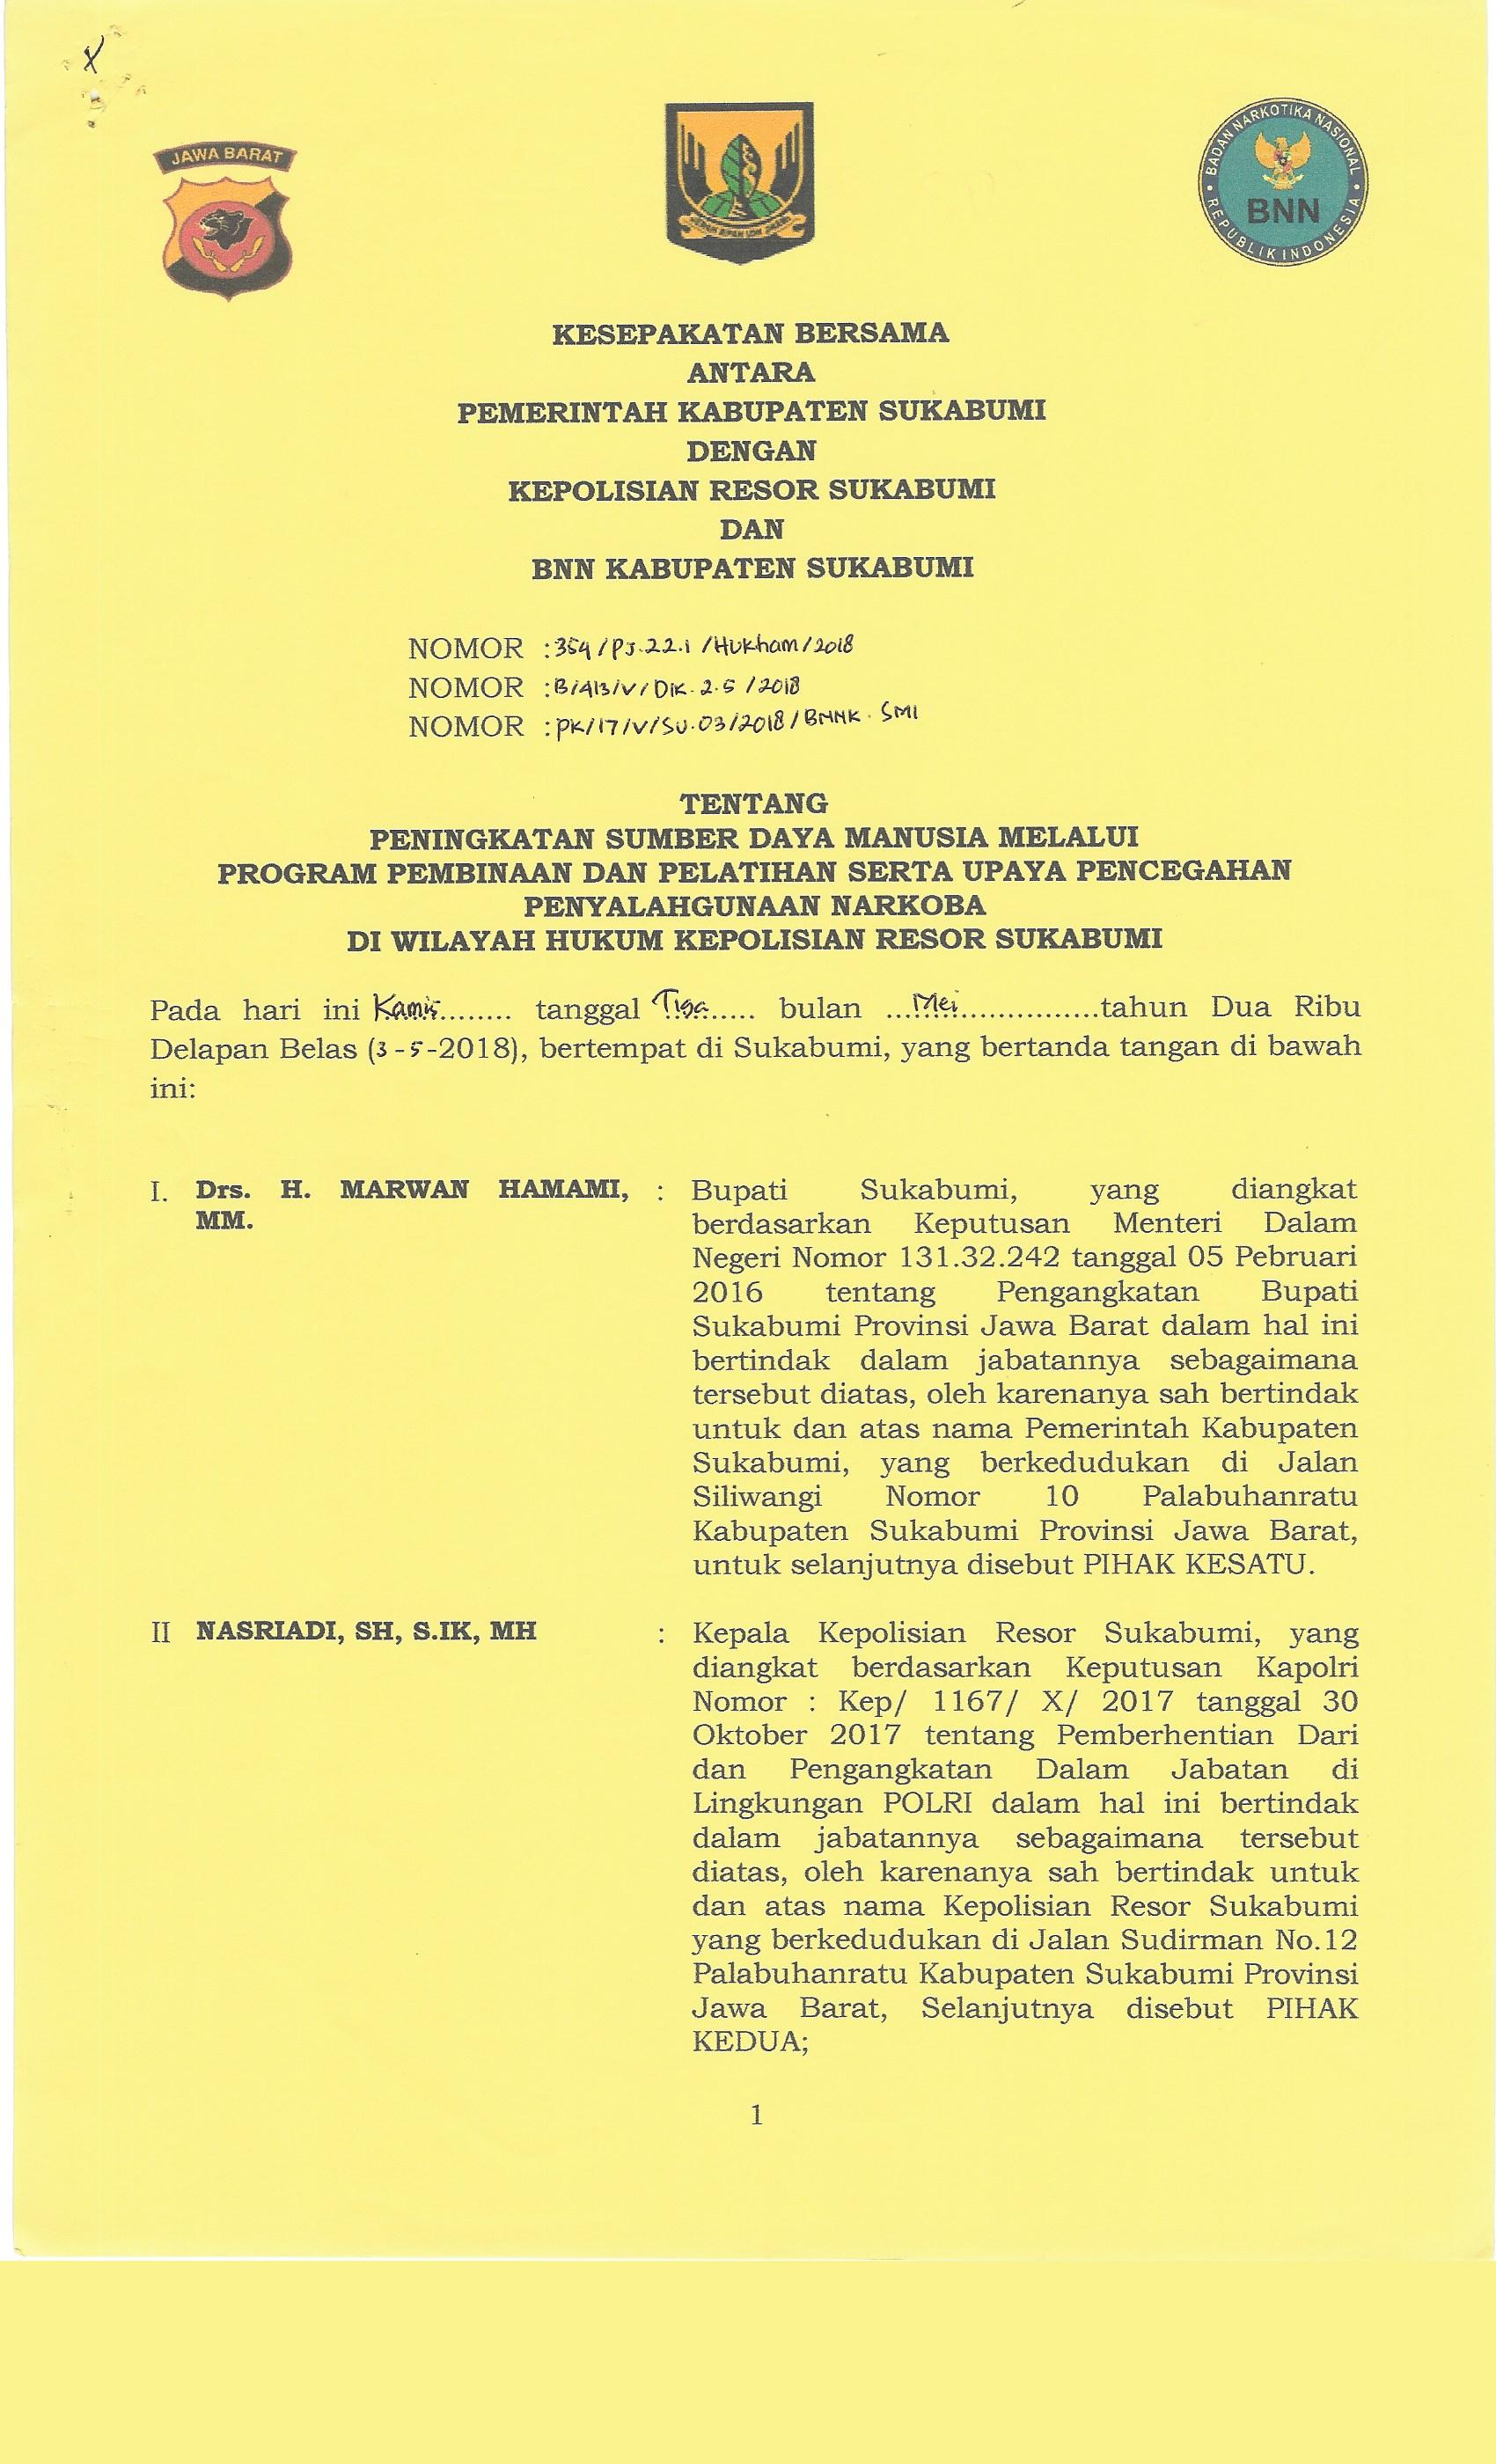 X
JAWA BARAT
BADAN NARKOTIKA NASIONAL
BNN
REPUBLIK INDONESIA
KESEPAKATAN BERSAMA
ANTARA
PEMERINTAH KABUPATEN SUKABUMI
DENGAN
KEPOLISIAN RESOR SUKABUMI
DAN
BNN KABUPATEN SUKABUMI
NOMOR : 354/PJ.22.1/Hukham/2018
NOMOR : B/413/V/DIK.2.5/2018
NOMOR : PK/17/V/SU.03/2018/BNNK.SMI
TENTANG
PENINGKATAN SUMBER DAYA MANUSIA MELALUI
PROGRAM PEMBINAAN DAN PELATIHAN SERTA UPAYA PENCEGAHAN
PENYALAHGUNAAN NARKOBA
DI WILAYAH HUKUM KEPOLISIAN RESOR SUKABUMI
Pada hari ini Kamis........ tanggal Tiga..... bulan ...Mei...............tahun Dua Ribu
Delapan Belas (3-5-2018), bertempat di Sukabumi, yang bertanda tangan di bawah
ini:
I. Drs. H. MARWAN HAMAMI, : Bupati Sukabumi, yang diangkat
MM. berdasarkan Keputusan Menteri Dalam
Negeri Nomor 131.32.242 tanggal 05 Pebruari
2016 tentang Pengangkatan Bupati
Sukabumi Provinsi Jawa Barat dalam hal ini
bertindak dalam jabatannya sebagaimana
tersebut diatas, oleh karenanya sah bertindak
untuk dan atas nama Pemerintah Kabupaten
Sukabumi, yang berkedudukan di Jalan
Siliwangi Nomor 10 Palabuhanratu
Kabupaten Sukabumi Provinsi Jawa Barat,
untuk selanjutnya disebut PIHAK KESATU.
II NASRIADI, SH, S.IK, MH : Kepala Kepolisian Resor Sukabumi, yang
diangkat berdasarkan Keputusan Kapolri
Nomor : Kep/ 1167/ X/ 2017 tanggal 30
Oktober 2017 tentang Pemberhentian Dari
dan Pengangkatan Dalam Jabatan di
Lingkungan POLRI dalam hal ini bertindak
dalam jabatannya sebagaimana tersebut
diatas, oleh karenanya sah bertindak untuk
dan atas nama Kepolisian Resor Sukabumi
yang berkedudukan di Jalan Sudirman No.12
Palabuhanratu Kabupaten Sukabumi Provinsi
Jawa Barat, Selanjutnya disebut PIHAK
KEDUA;
1